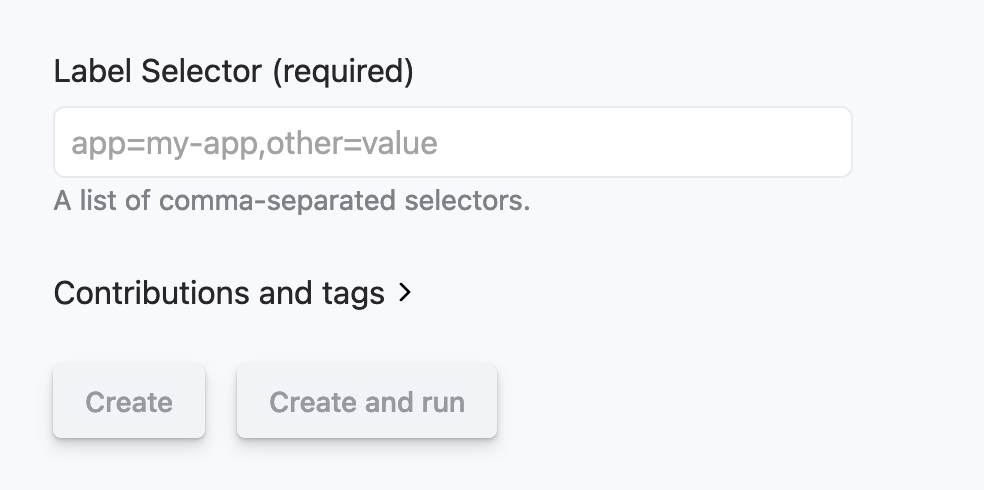 Label Selector (required)
app=my-app,other=value
A list of comma-separated selectors.
Contributions and tags >
Create
Create and run